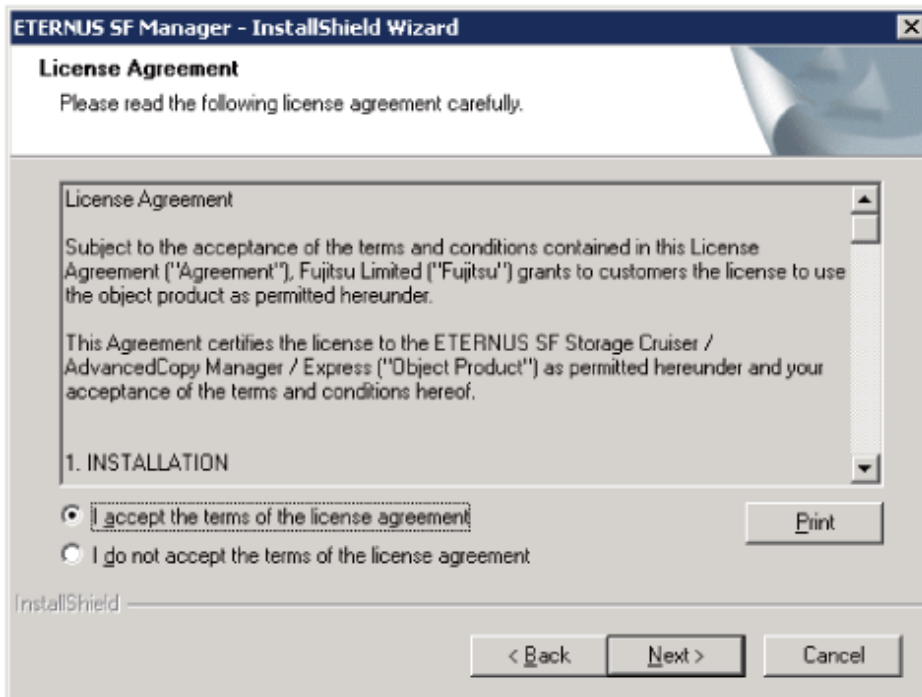 ETERNUS SF Manager - InstallShield Wizard
License Agreement
Please read the following license agreement carefully.
License Agreement
Subject to the acceptance of the terms and conditions contained in this License
Agreement ("Agreement"), Fujitsu Limited ("Fujitsu") grants to customers the license to use
the object product as permitted hereunder.
This Agreement certifies the license to the ETERNUS SF Storage Cruiser /
AdvancedCopy Manager / Express ("Object Product") as permitted hereunder and your
acceptance of the terms and conditions hereof.
1. INSTALLATION
I accept the terms of the license agreement
Print
I do not accept the terms of the license agreement
InstallShield
< Back
Next >
Cancel